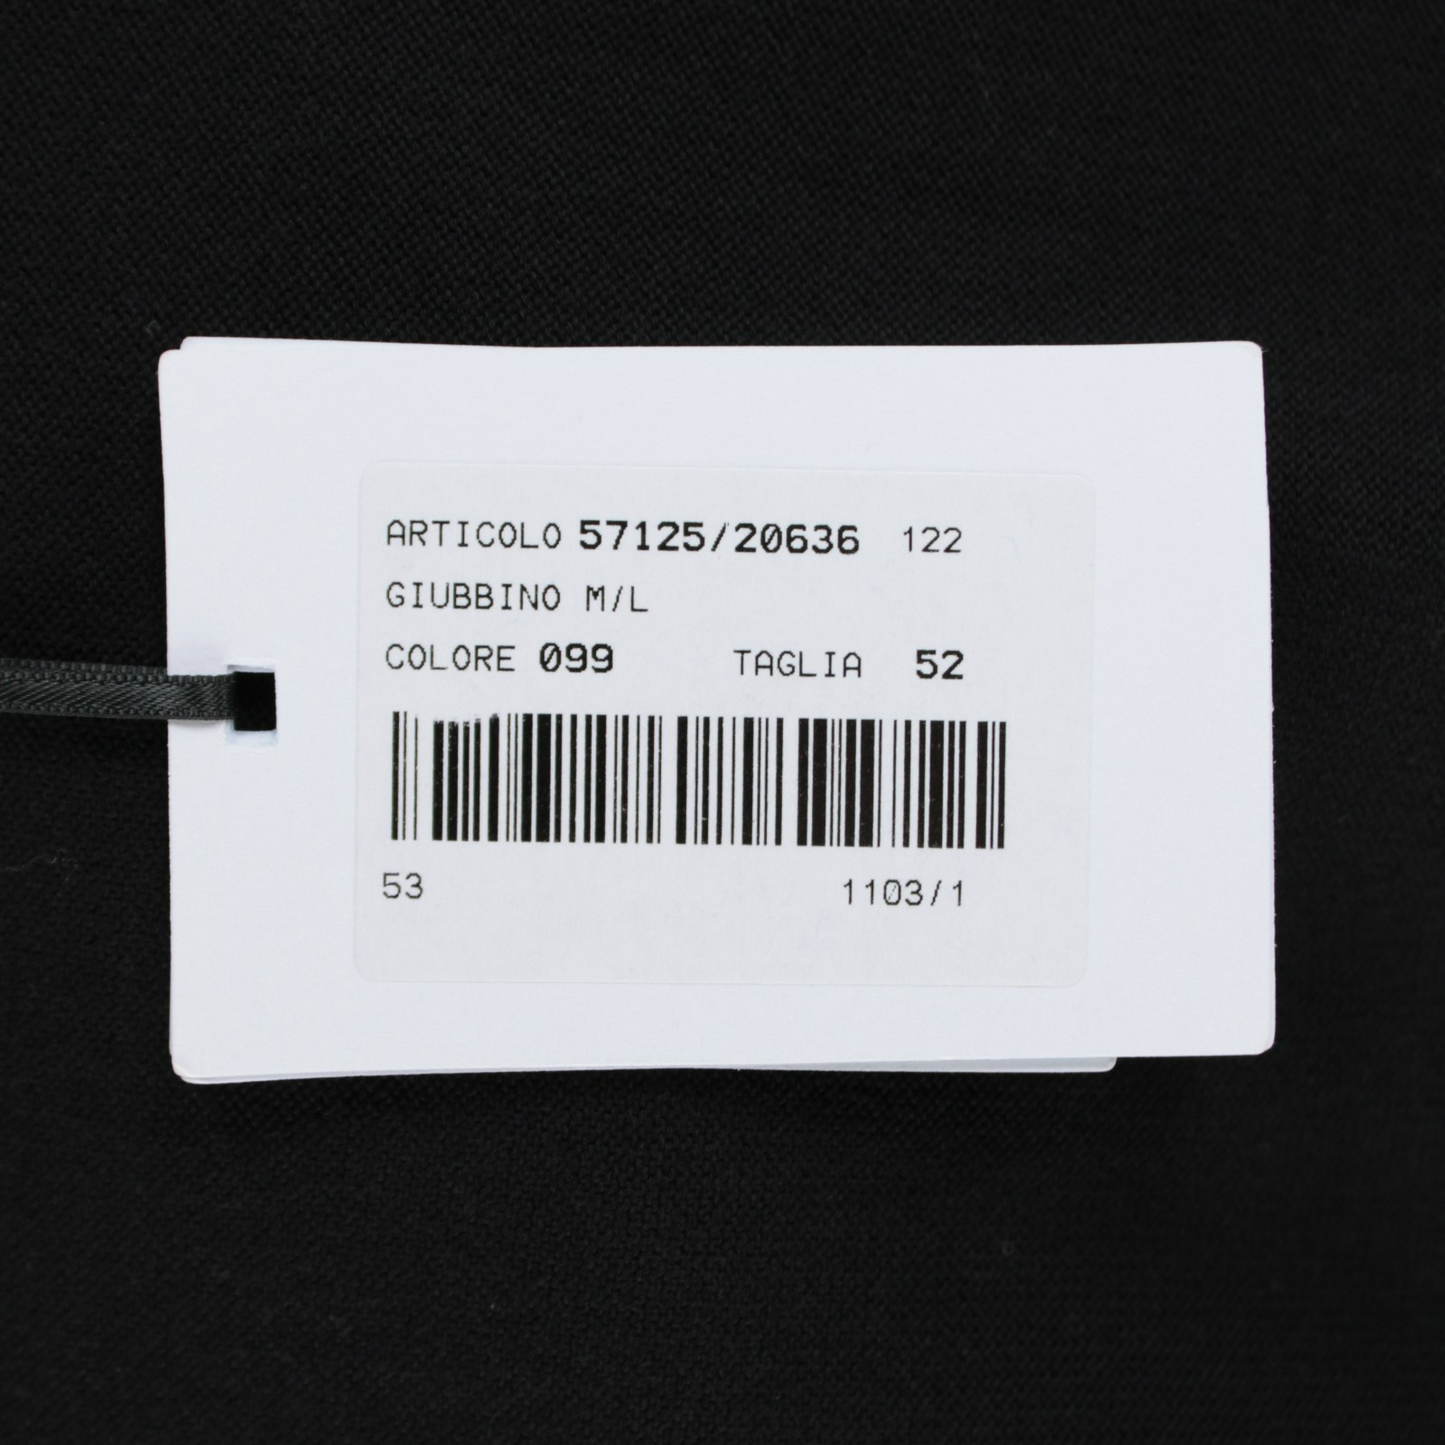 ARTICOLO 57125/20636 122
GIUBBINO M/L
COLORE 099 TAGLIA 52
53 1103/1